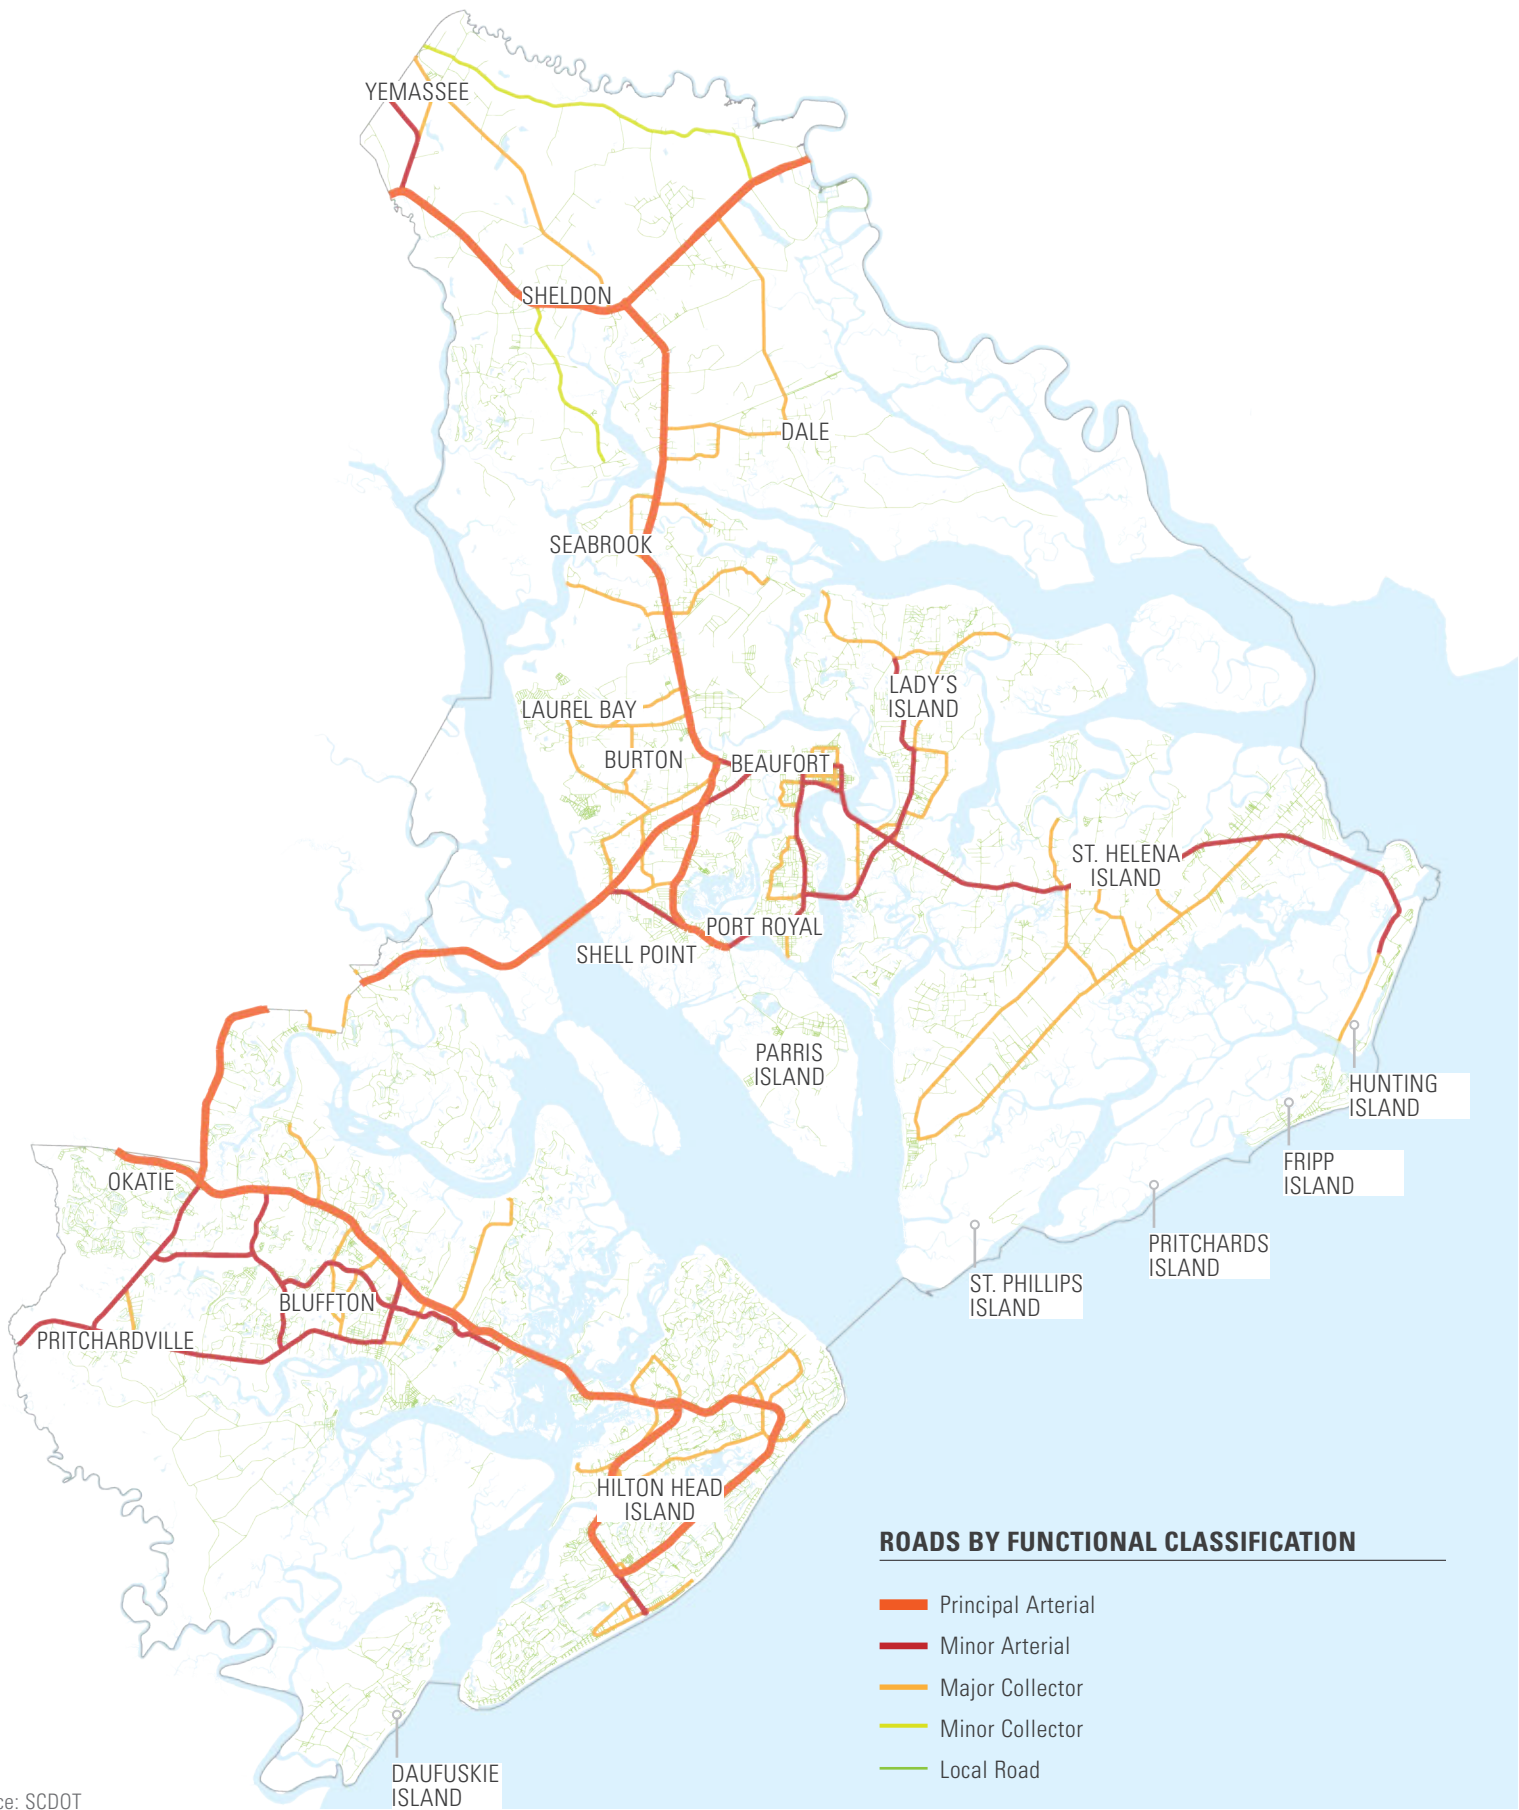 YEMASSEE
SHELDON
DALE
SEABROOK
LADY'S
ISLAND
LAUREL BAY
BURTON
BEAUFORT
ST. HELENA
ISLAND
PORT ROYAL
SHELL POINT
PARRIS
ISLAND
HUNTING
ISLAND
FRIPP
ISLAND
OKATIE
PRITCHARDS
ISLAND
ST. PHILLIPS
ISLAND
BLUFFTON
PRITCHARDVILLE
HILTON HEAD
ISLAND
ROADS BY FUNCTIONAL CLASSIFICATION
Principal Arterial
Minor Arterial
Major Collector
Minor Collector
Local Road
DAUFUSKIE
ISLAND
ce: SCDOT